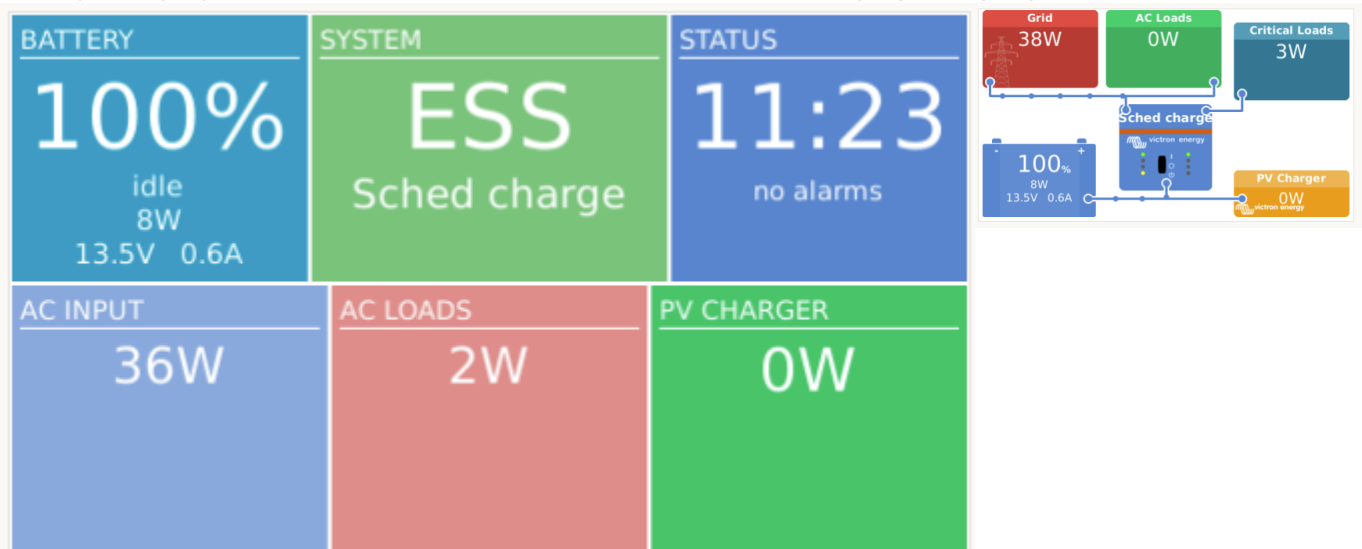 BATTERY
100%
idle
8W
13.5V 0.6A
SYSTEM
ESS
Sched charge
STATUS
11:23
no alarms
AC INPUT
36W
AC LOADS
2W
PV CHARGER
0W
Grid
38W
AC Loads
0W
Critical Loads
3W
Sched charge
victron energy
- +
100%
8W
13.5V 0.6A
PV Charger
0W
victron energy